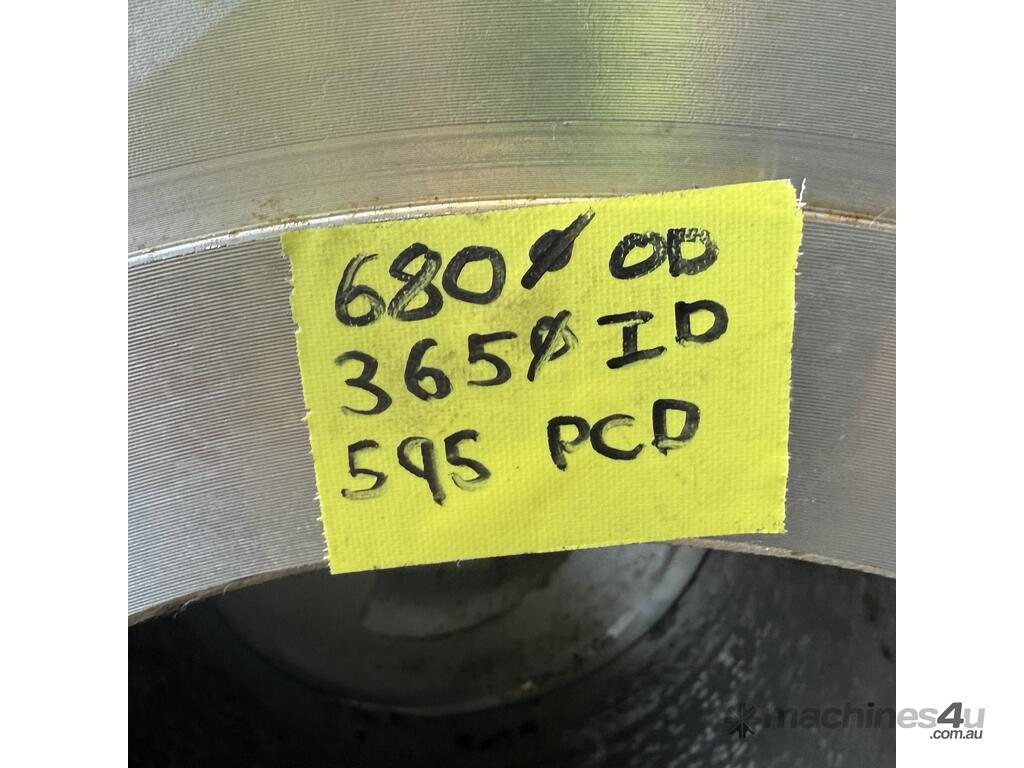 680Ø OD
365Ø ID
595 PCD
machines4u
.com.au